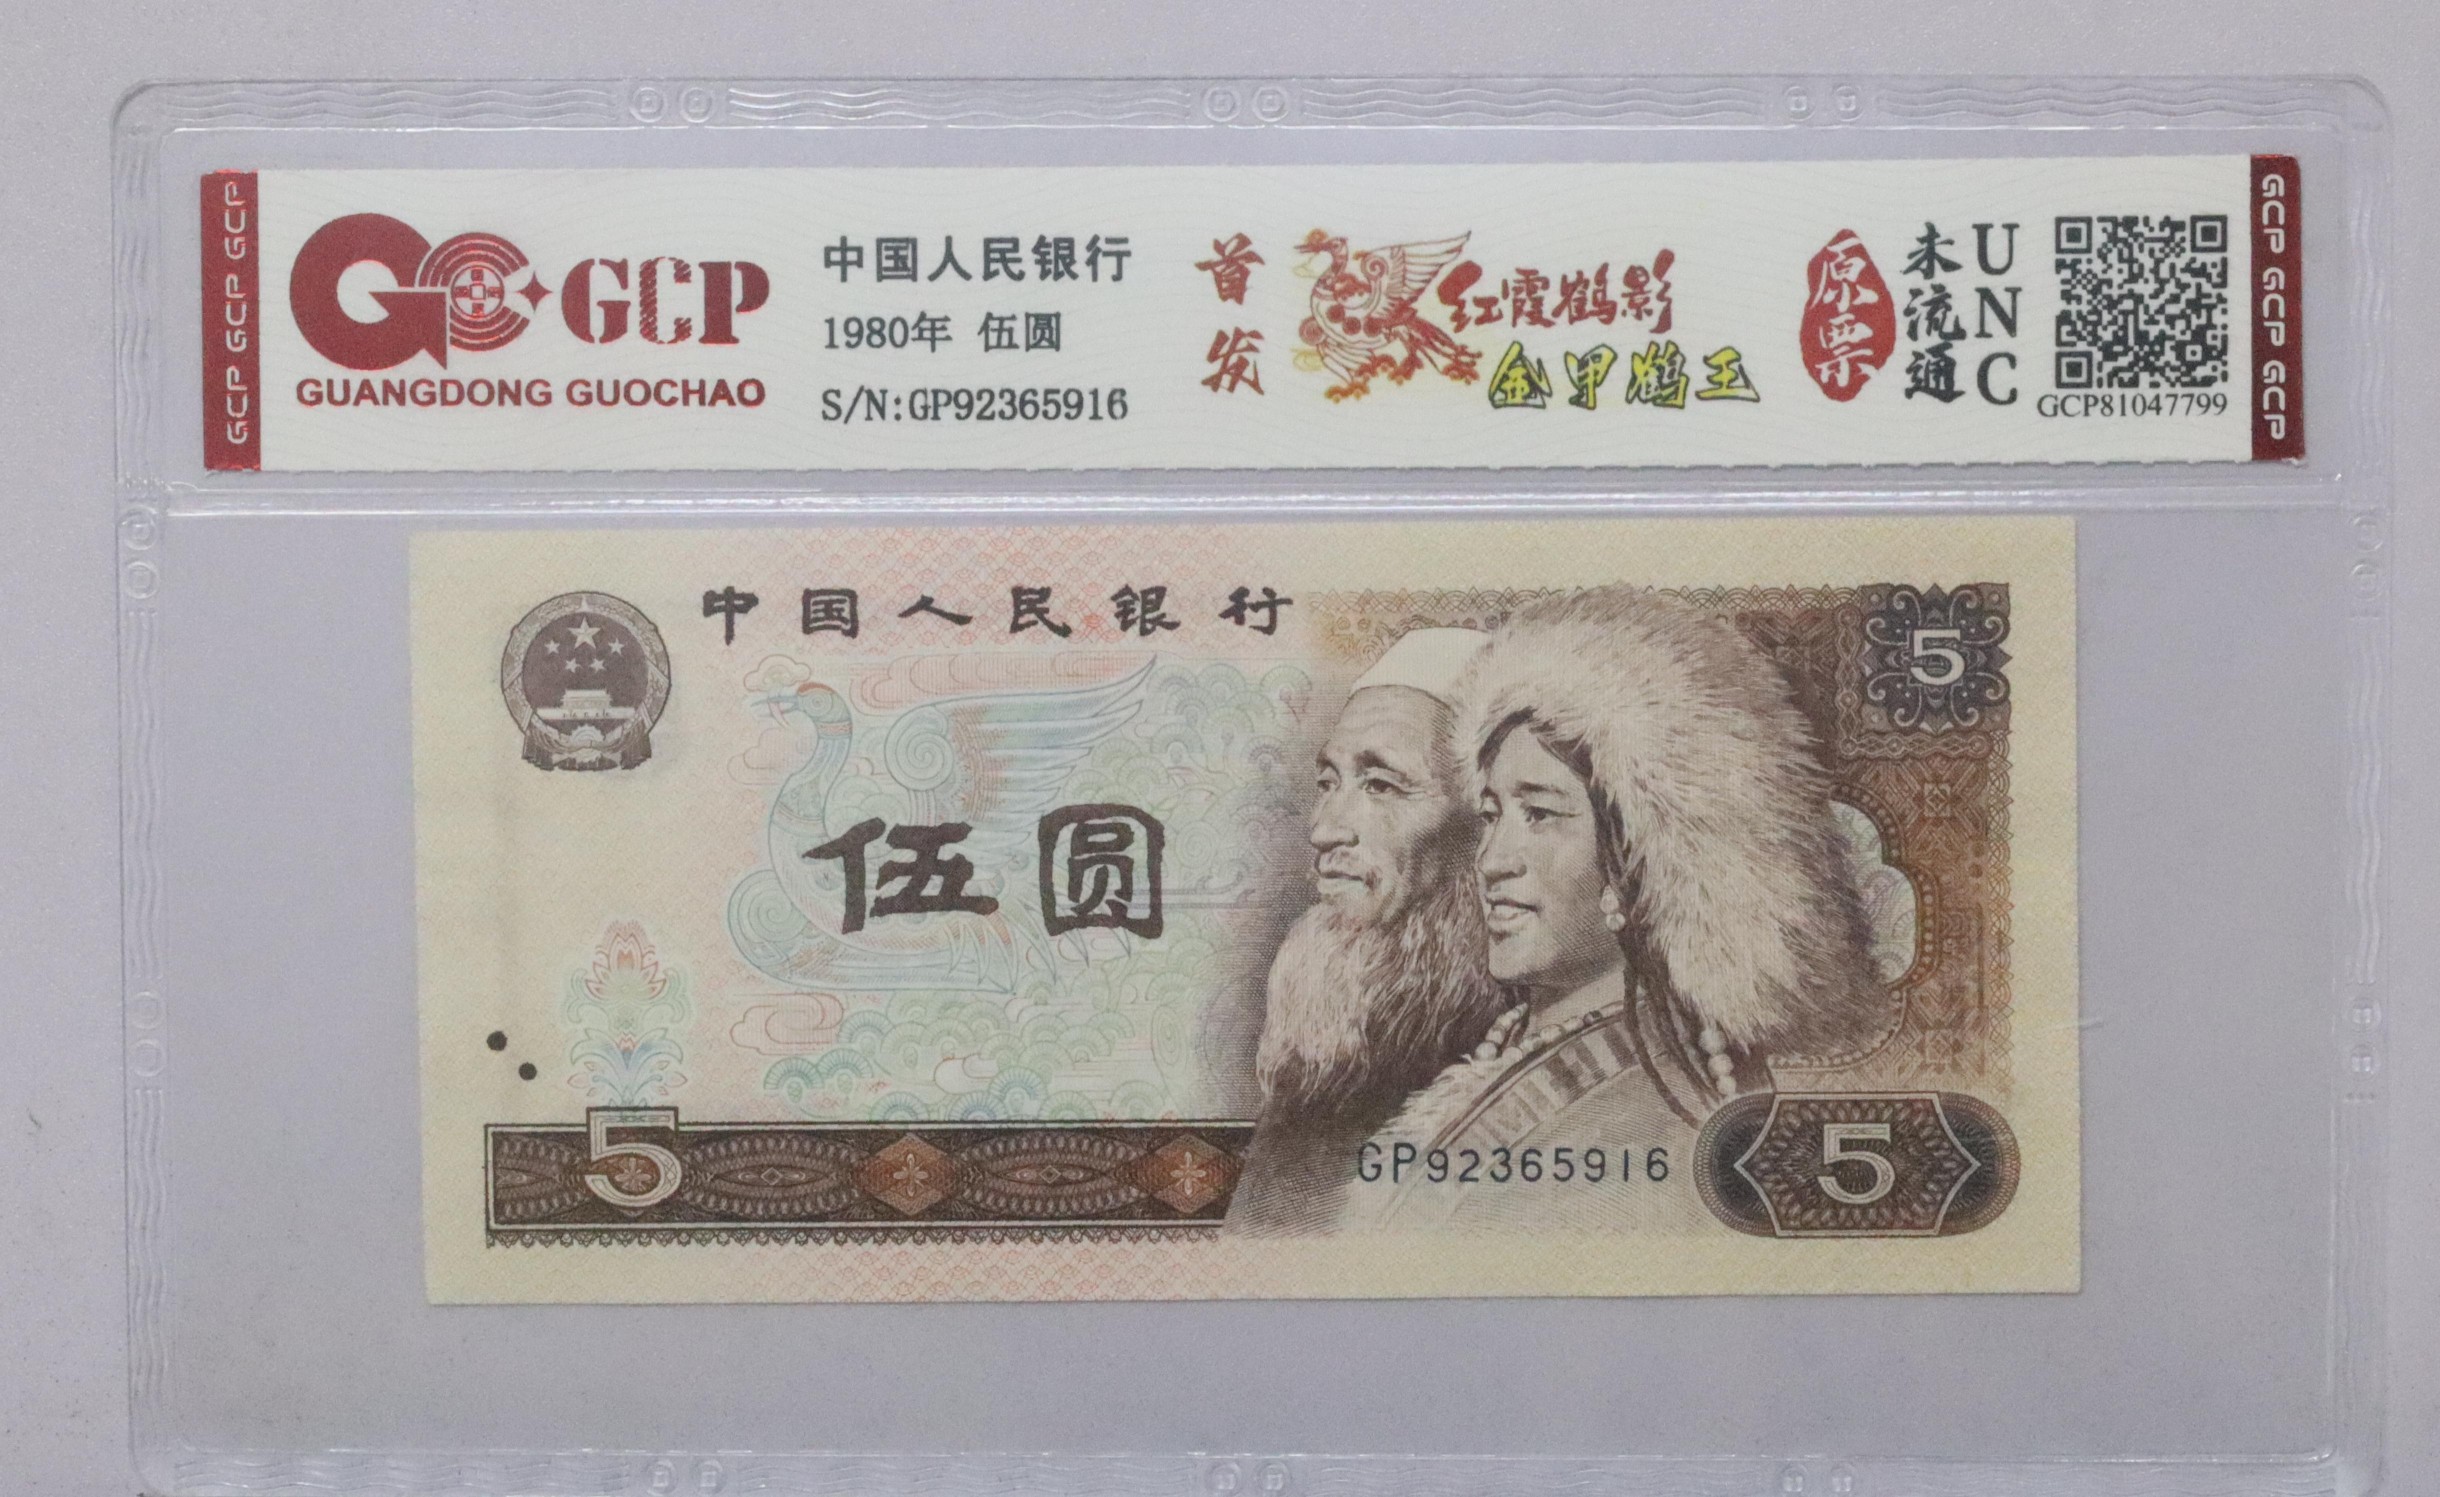 GCP GCP GCP
GCP
GUANGDONG GUOCHAO
中国人民银行
1980年 伍圆
S/N:GP92365916
首发
红霞鹤影
金甲鹤王
原票
未流通
UNC
GCP81047799
GCP GCP GCP
中国人民银行
5
伍圆
5
GP92365916
5